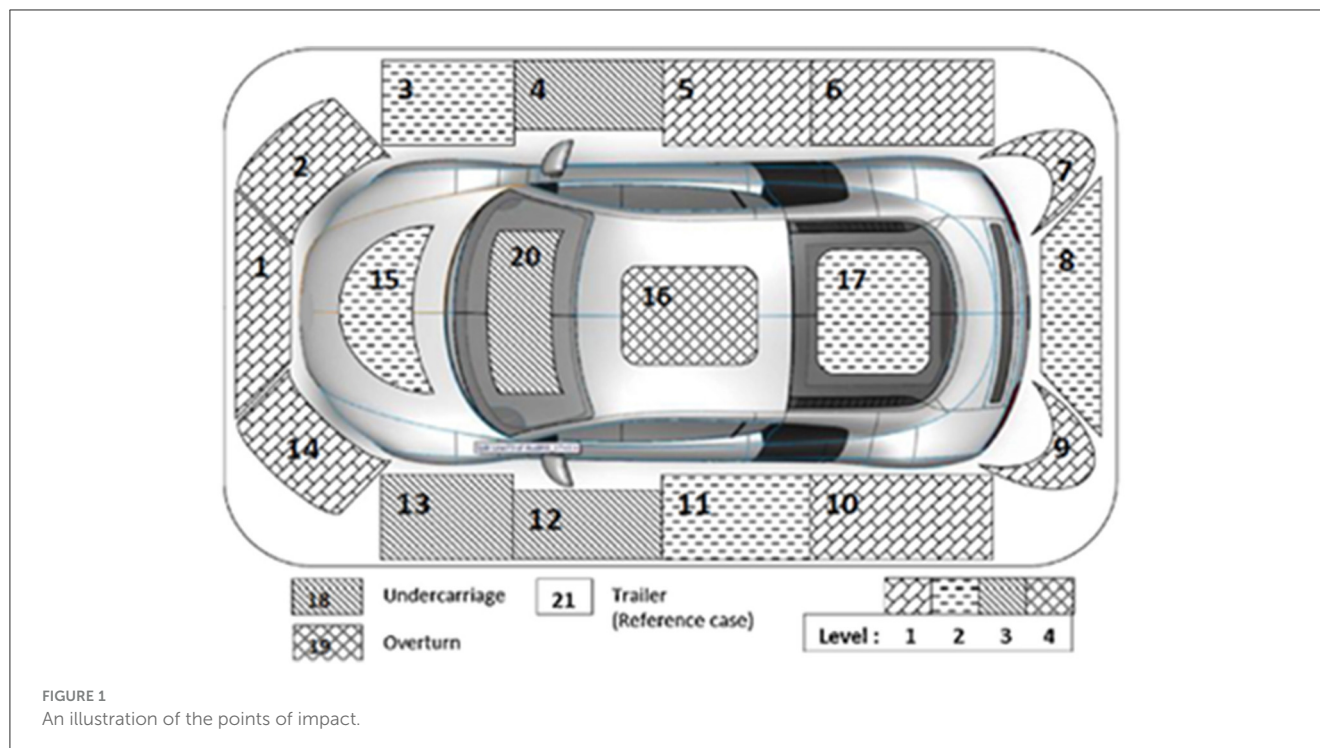 3 4 5 6
2 7
1 15 20 16 17 8
14 9
13 12 11 10
18 Undercarriage 21 Trailer
(Reference case)
19 Overturn
Level : 1 2 3 4
FIGURE 1
An illustration of the points of impact.